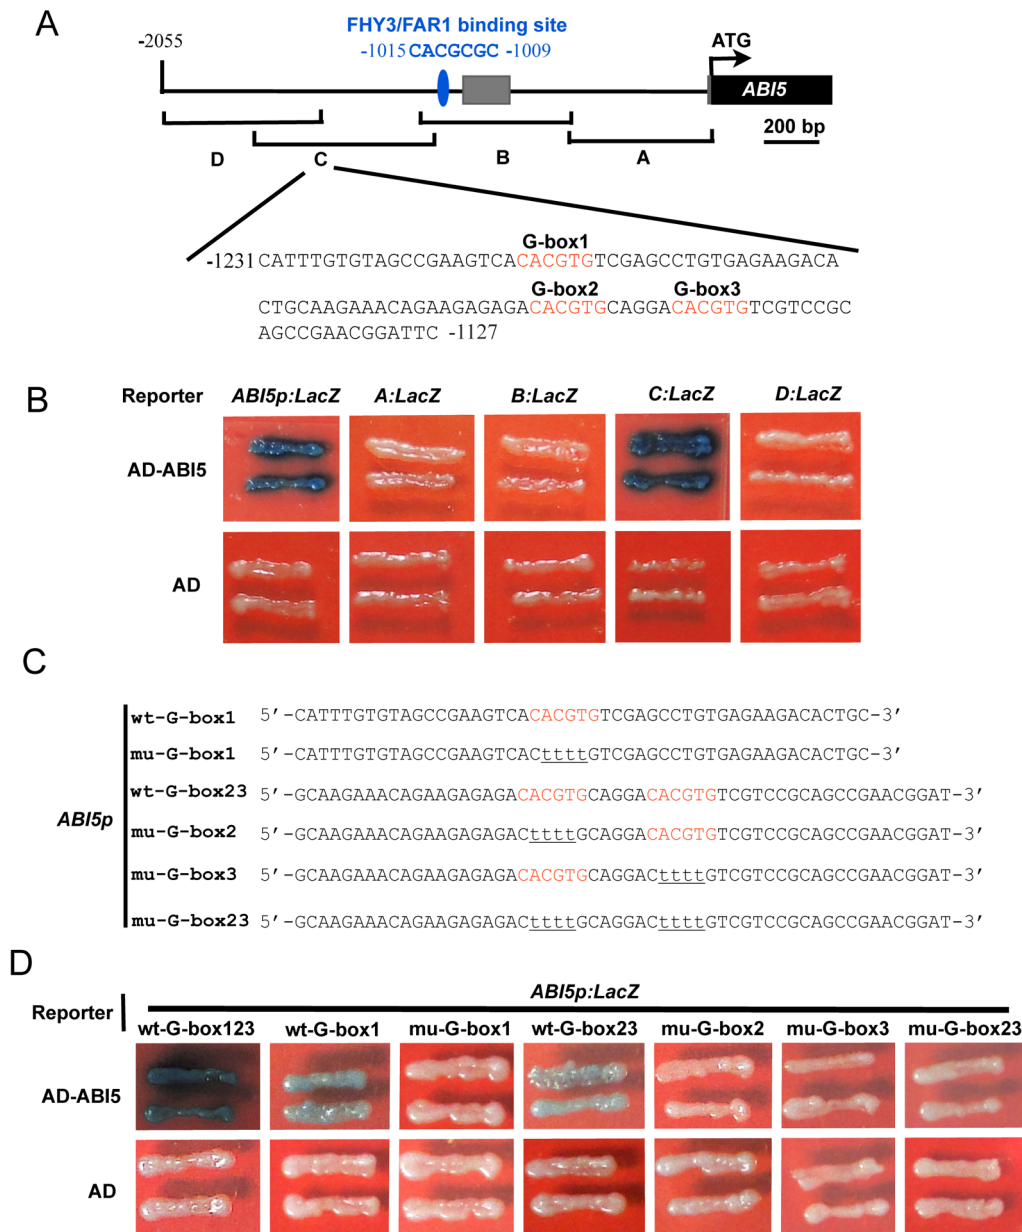 A
FHY3/FAR1 binding site
-2055
-1015 CACGCGC -1009
ATG
ABI5
200 bp
D
C
B
A
G-box1
-1231 CATTTGTGTAGCCGAAGTCACACGTGTCGAGCCTGTGAGAAGACA
G-box2 G-box3
CTGCAAGAAACAGAAGAGAGACACGTGCAGGACACGTGTCGTCCGC
AGCCGAACGGATTC -1127
B
Reporter ABI5p:LacZ A:LacZ B:LacZ C:LacZ D:LacZ
AD-ABI5
AD
C
ABI5p
wt-G-box1 5'-CATTTGTGTAGCCGAAGTCACACGTGTCGAGCCTGTGAGAAGACACTGC-3'
mu-G-box1 5'-CATTTGTGTAGCCGAAGTCACttttGTCGAGCCTGTGAGAAGACACTGC-3'
wt-G-box23 5'-GCAAGAAACAGAAGAGAGACACGTGCAGGACACGTGTCGTCCGCAGCCGAACGGAT-3'
mu-G-box2 5'-GCAAGAAACAGAAGAGAGACttttGCAGGACACGTGTCGTCCGCAGCCGAACGGAT-3'
mu-G-box3 5'-GCAAGAAACAGAAGAGAGACACGTGCAGGACttttGTCGTCCGCAGCCGAACGGAT-3'
mu-G-box23 5'-GCAAGAAACAGAAGAGAGACttttGCAGGACttttGTCGTCCGCAGCCGAACGGAT-3'
D
Reporter
ABI5p:LacZ
wt-G-box123 wt-G-box1 mu-G-box1 wt-G-box23 mu-G-box2 mu-G-box3 mu-G-box23
AD-ABI5
AD